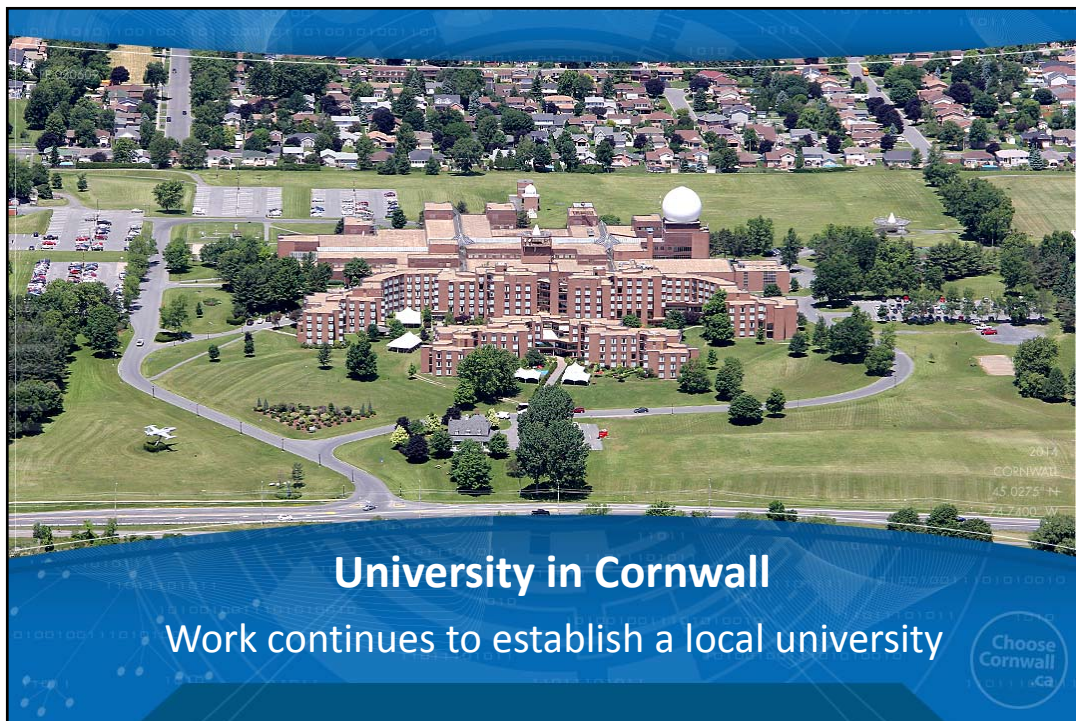 2014
CORNWALL
45.0275° N
74.7400 W
University in Cornwall
Work continues to establish a local university
Choose
Cornwall
.ca